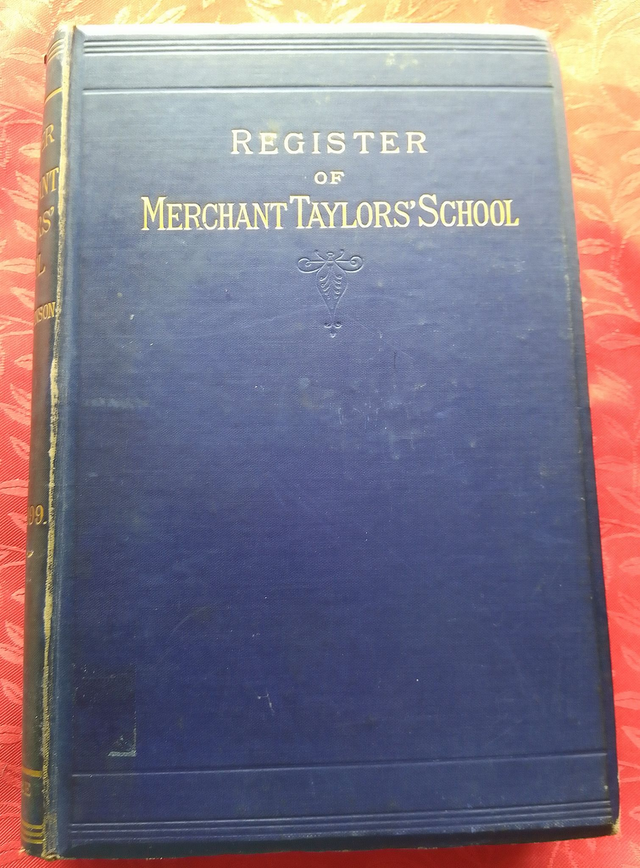 REGISTER
OF
MERCHANT TAYLORS' SCHOOL